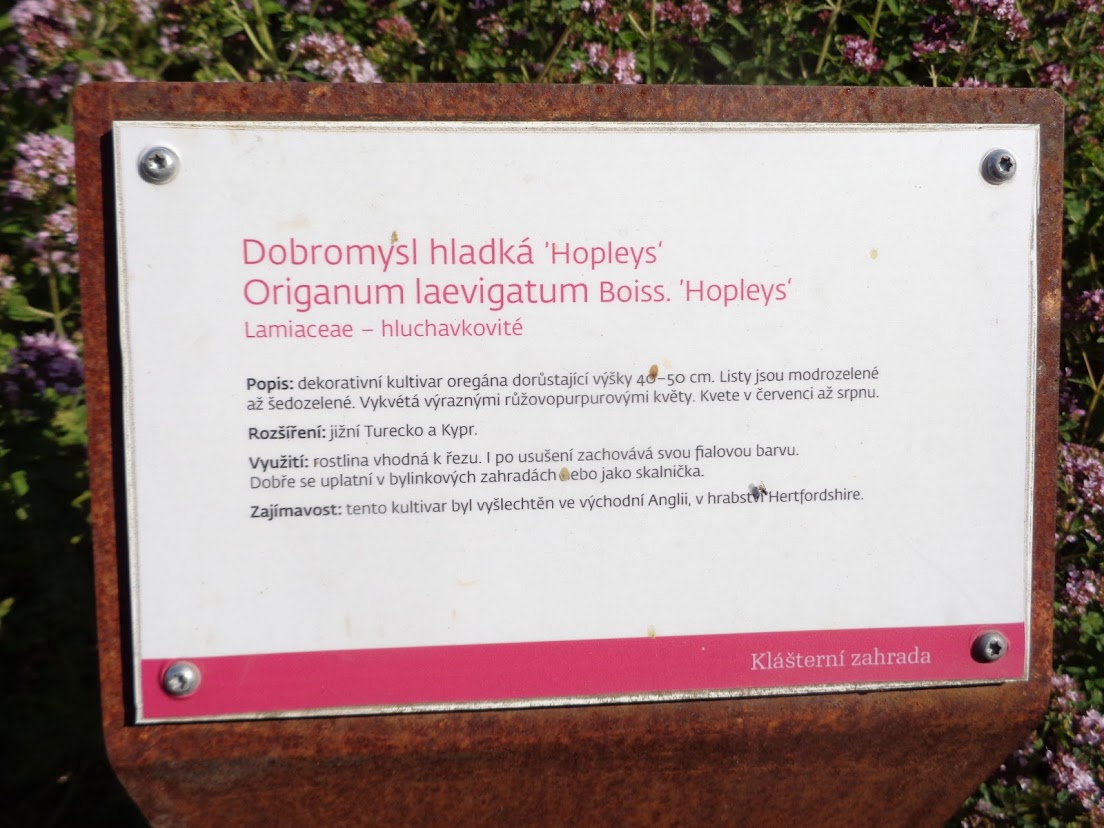 Dobromysl hladká 'Hopleys'
Origanum laevigatum Boiss. 'Hopleys'
Lamiaceae – hluchavkovité
Popis: dekorativní kultivar oregána dorůstající výšky 40–50 cm. Listy jsou modrozelené
až šedozelené. Vykvétá výraznými růžovopurpurovými květy. Kvete v červenci až srpnu.
Rozšíření: jižní Turecko a Kypr.
Využití: rostlina vhodná k řezu. I po usušení zachovává svou fialovou barvu.
Dobře se uplatní v bylinkových zahradách nebo jako skalnička.
Zajímavost: tento kultivar byl vyšlechtěn ve východní Anglii, v hrabství Hertfordshire.
Klášterní zahrada